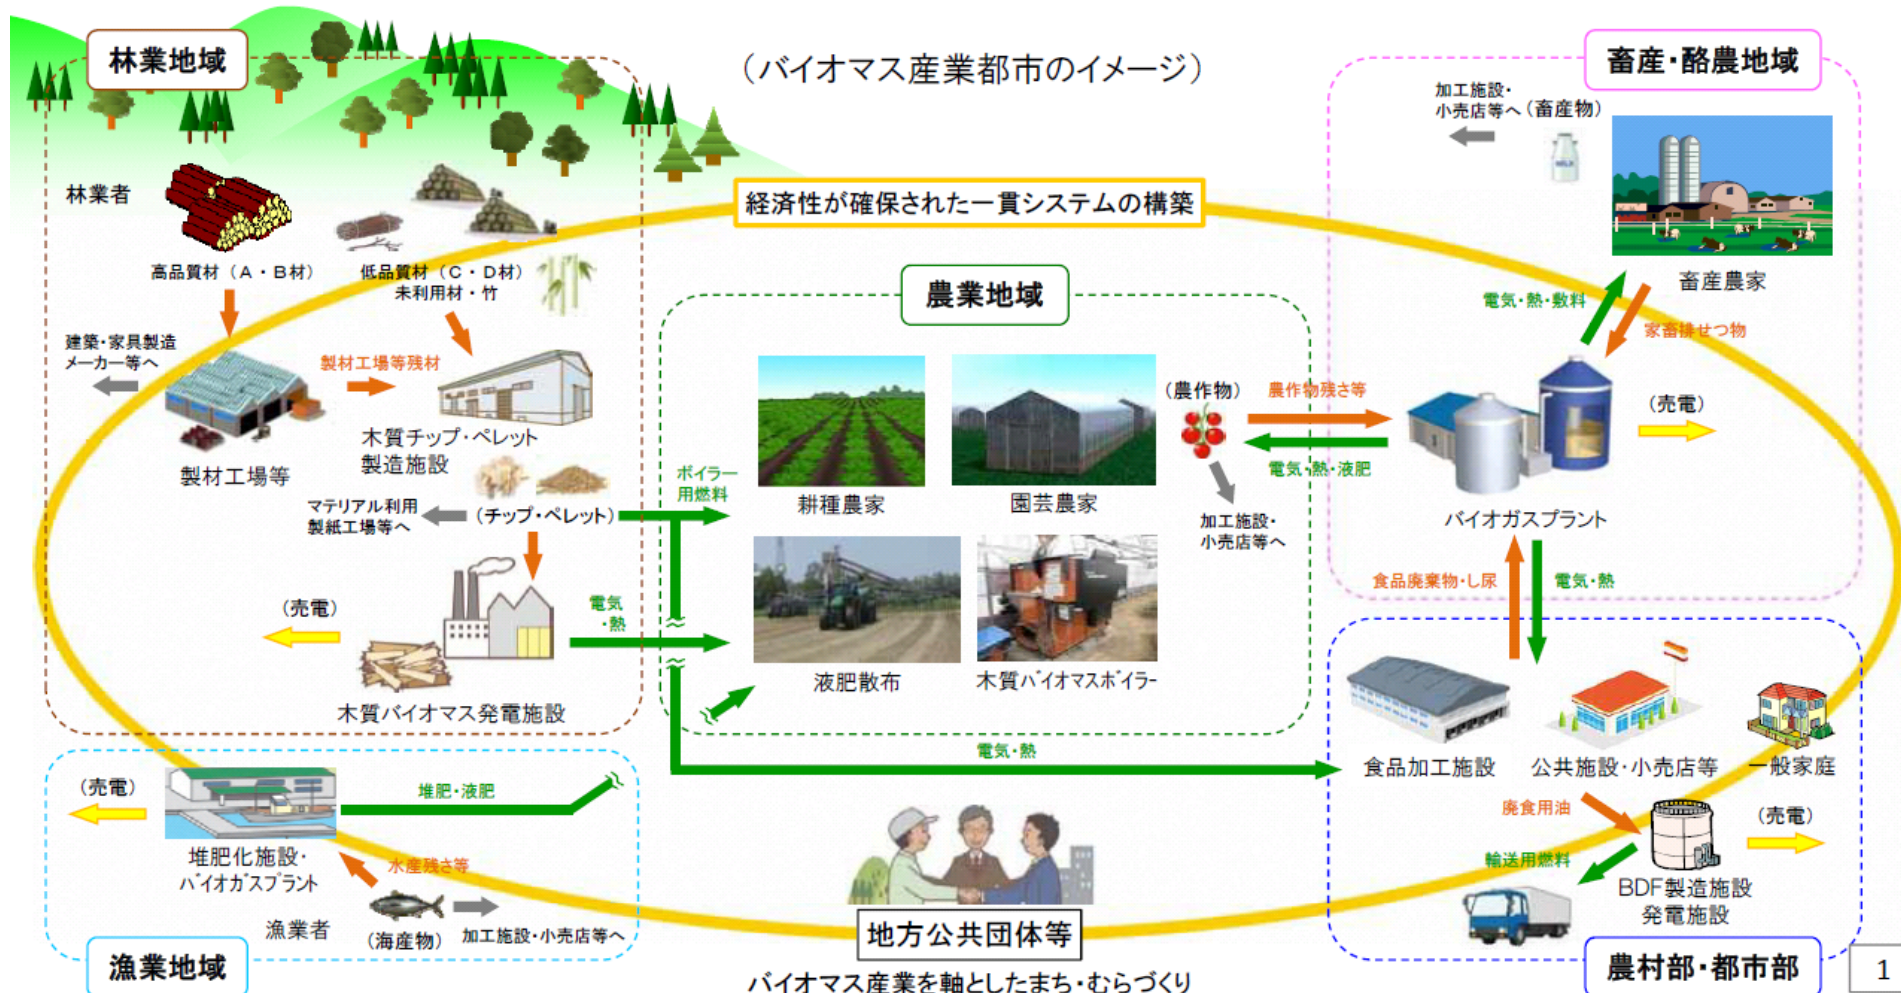 (バイオマス産業都市のイメージ)
林業地域
林業者
高品質材(A・B材)
低品質材(C・D材)
未利用材・竹
建築・家具製造
メーカー等へ
製材工場等残材
製材工場等
木質チップ・ペレット
製造施設
マテリアル利用
製紙工場等へ
(チップ・ペレット)
ボイラー
用燃料
(売電)
電気
・熱
木質バイオマス発電施設
経済性が確保された一貫システムの構築
農業地域
耕種農家
園芸農家
液肥散布
木質バイオマスボイラー
(農作物)
農作物残さ等
電気・熱・液肥
加工施設・
小売店等へ
畜産・酪農地域
加工施設・
小売店等へ
(畜産物)
MILK
畜産農家
電気・熱・敷料
家畜排せつ物
(売電)
バイオガスプラント
食品廃棄物・し尿
電気・熱
電気・熱
食品加工施設
公共施設・小売店等
一般家庭
廃食用油
(売電)
輸送用燃料
BDF製造施設
発電施設
農村部・都市部
(売電)
堆肥・液肥
堆肥化施設・
バイオガスプラント
水産残さ等
漁業者
(海産物)
加工施設・小売店等へ
漁業地域
地方公共団体等
バイオマス産業を軸としたまち・むらづくり
1